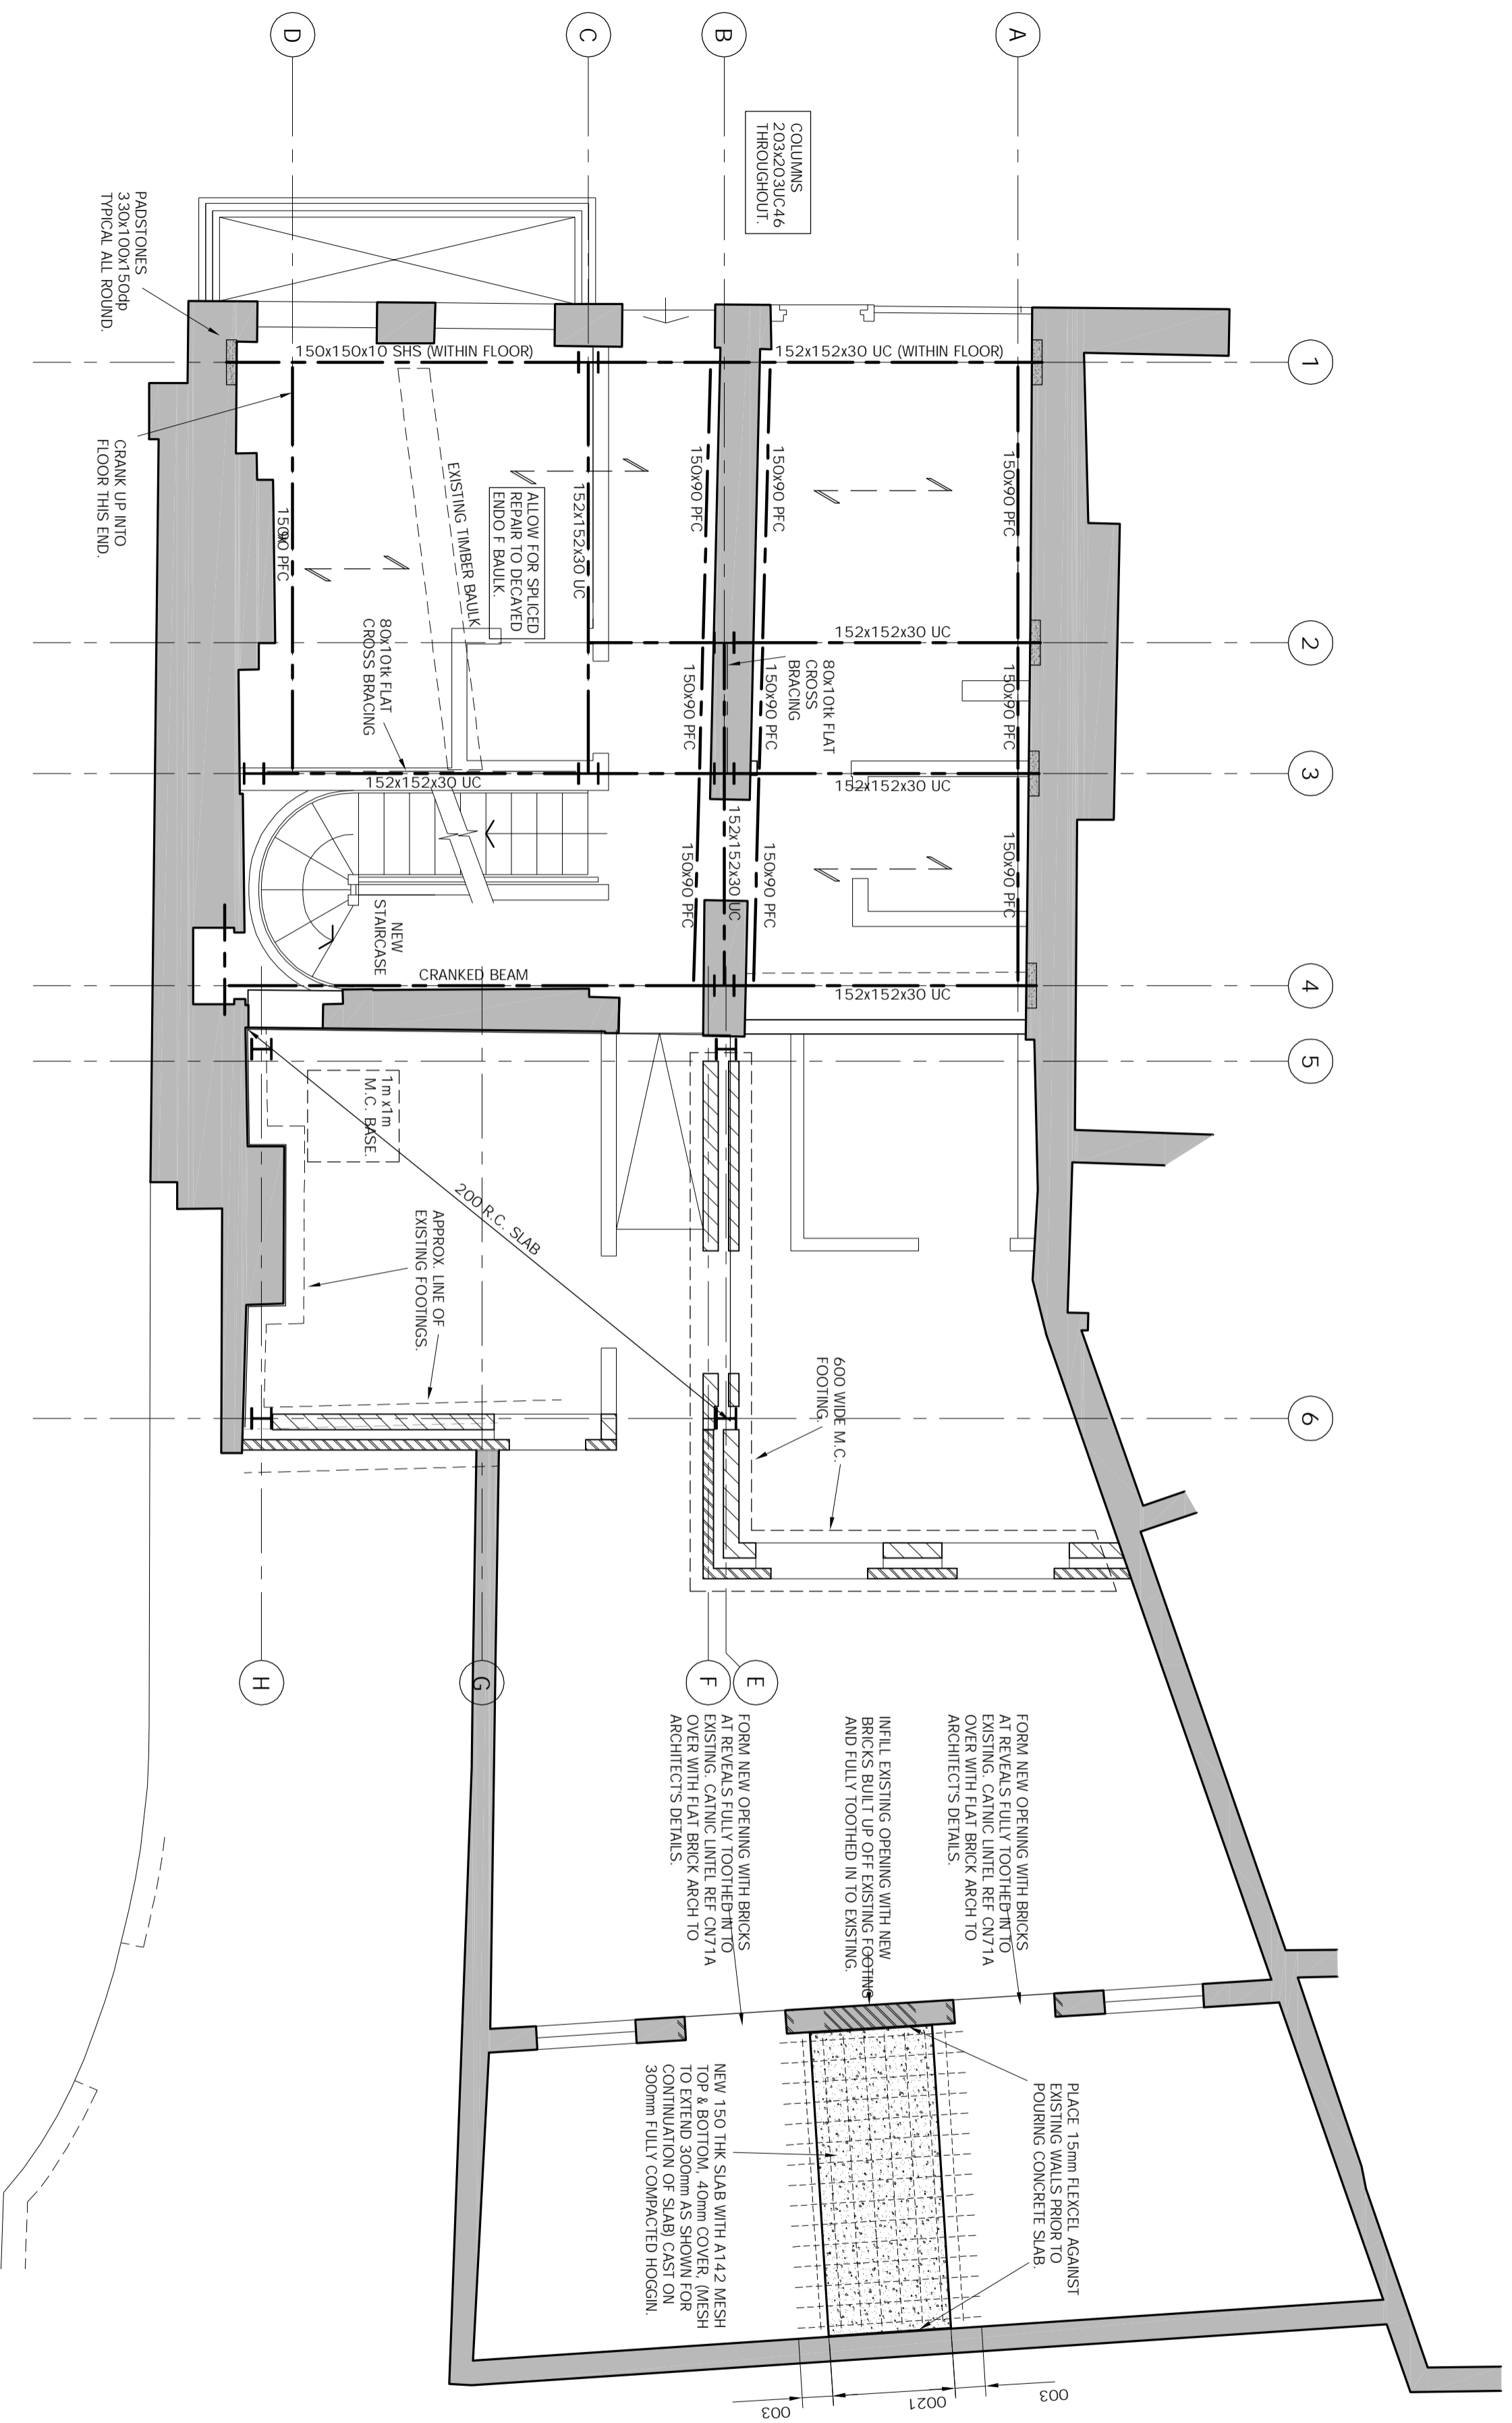 D
C
B
A
COLUMNS
203x203UC46
THROUGHOUT.
PADSTONES
330x100x150dp
TYPICAL ALL ROUND.
150x150x10 SHS (WITHIN FLOOR)
152x152x30 UC (WITHIN FLOOR)
1
CRANK UP INTO
FLOOR THIS END.
150x90 PFC
EXISTING TIMBER BAULK
ALLOW FOR SPLICED
REPAIR TO DECAYED
ENDO F BAULK.
152x152x30 UC
150x90 PFC
150x90 PFC
150x90 PFC
152x152x30 UC
2
80x10tk FLAT
CROSS BRACING
80x10tk FLAT
CROSS
BRACING
150x90 PFC
150x90 PFC
150x90 PFC
152x152x30 UC
152x152x30 UC
3
152x152x30 UC
150x90 PFC
150x90 PFC
150x90 PFC
NEW
STAIRCASE
CRANKED BEAM
152x152x30 UC
4
5
1m x1m
M.C. BASE.
200 R.C. SLAB
APPROX. LINE OF
EXISTING FOOTINGS.
600 WIDE M.C.
FOOTING.
6
H
G
F
E
FORM NEW OPENING WITH BRICKS
AT REVEALS FULLY TOOTHED IN TO
EXISTING. CATNIC LINTEL REF CN71A
OVER WITH FLAT BRICK ARCH TO
ARCHITECT'S DETAILS.
INFILL EXISTING OPENING WITH NEW
BRICKS BUILT UP OFF EXISTING FOOTING
AND FULLY TOOTHED IN TO EXISTING.
FORM NEW OPENING WITH BRICKS
AT REVEALS FULLY TOOTHED IN TO
EXISTING. CATNIC LINTEL REF CN71A
OVER WITH FLAT BRICK ARCH TO
ARCHITECT'S DETAILS.
NEW 150 THK SLAB WITH A142 MESH
TOP & BOTTOM, 40mm COVER, (MESH
TO EXTEND 300mm AS SHOWN FOR
CONTINUATION OF SLAB) CAST ON
300mm FULLY COMPACTED HOGGIN.
PLACE 15mm FLEXCEL AGAINST
EXISTING WALLS PRIOR TO
POURING CONCRETE SLAB.
300
1200
300